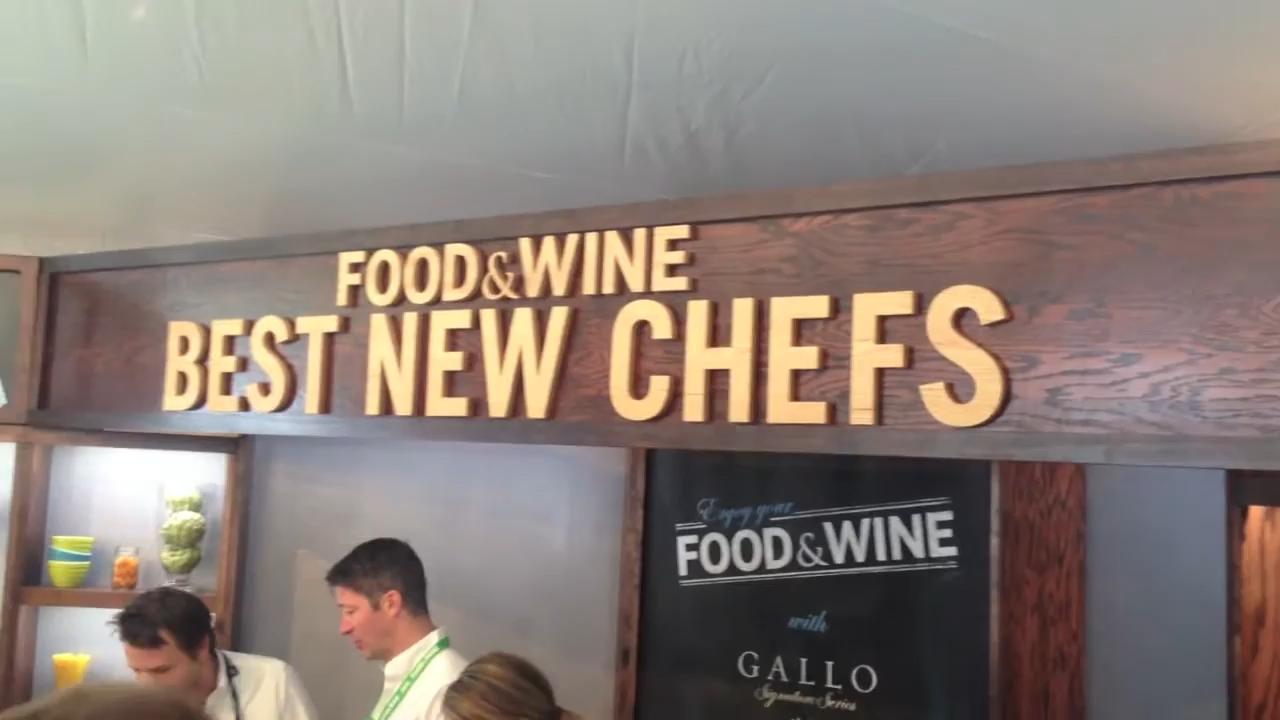 FOOD&WINE
BEST NEW CHEFS
Enjoy your
FOOD&WINE
with
GALLO
Signature Series